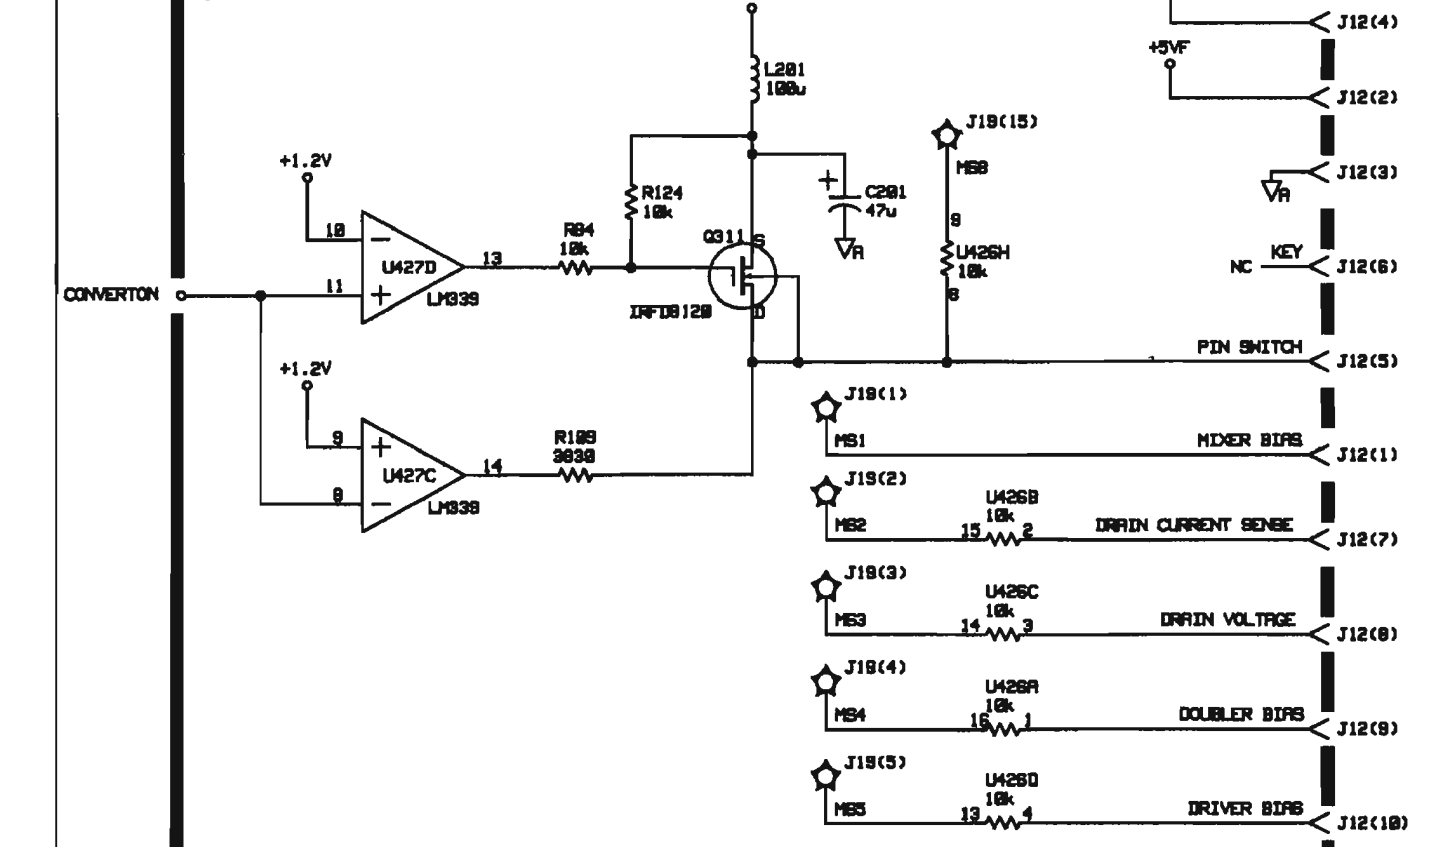 J12(4)
+5VF
L201
100u
J12(2)
J19(15)
+1.2V
MS8
J12(3)
A
R124
10k
C201
47u
+
9
10
R84
10k
Q311
S
A
U426H
10k
KEY
NC
J12(6)
−
U427D
13
11
+
LM339
CONVERTON
IRFD9120
D
8
PIN SWITCH
J12(5)
+1.2V
J19(1)
9
+
R109
3830
MS1
MIXER BIAS
J12(1)
U427C
14
J19(2)
8
−
LM339
U426B
10k
MS2
15
2
DRAIN CURRENT SENSE
J12(7)
J19(3)
U426C
10k
MS3
14
3
DRAIN VOLTAGE
J12(8)
J19(4)
U426A
10k
MS4
16
1
DOUBLER BIAS
J12(9)
J19(5)
U426D
10k
MS5
13
4
DRIVER BIAS
J12(10)